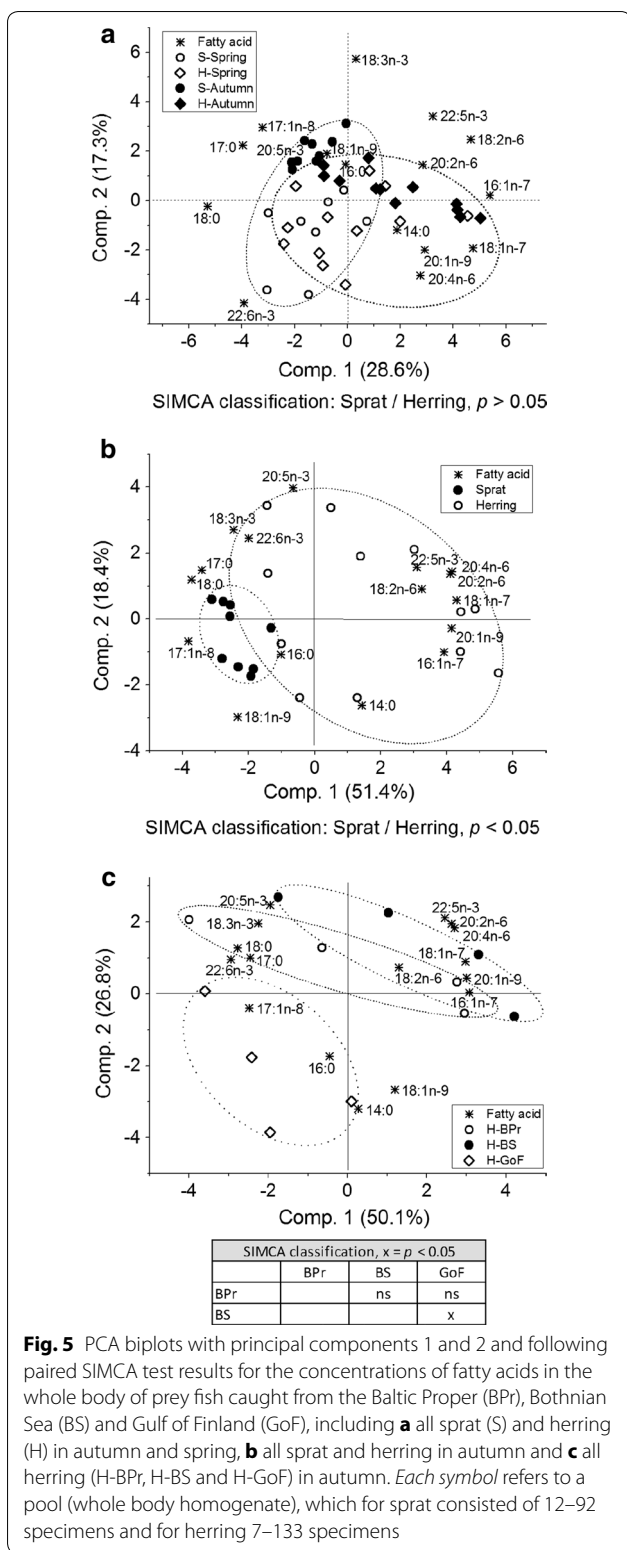 a
Fatty acid
S-Spring
H-Spring
S-Autumn
H-Autumn
18:3n-3
17:1n-8
22:5n-3
17:0
20:5n-3
18:1n-9
18:2n-6
16:0
20:2n-6
16:1n-7
18:0
14:0
20:1n-9
18:1n-7
20:4n-6
22:6n-3
6
4
2
0
-2
-4
Comp. 2 (17.3%)
-6 -4 -2 0 2 4 6
Comp. 1 (28.6%)
SIMCA classification: Sprat / Herring, p > 0.05
b
20:5n-3
Fatty acid
Sprat
Herring
18:3n-3
22:6n-3
17:0
18:0
22:5n-3
20:4n-6
20:2n-6
18:2n-6
18:1n-7
17:1n-8
16:0
20:1n-9
16:1n-7
14:0
18:1n-9
4
2
0
-2
-4
Comp. 2 (18.4%)
-4 -2 0 2 4 6
Comp. 1 (51.4%)
SIMCA classification: Sprat / Herring, p < 0.05
c
20:5n-3
18.3n-3
18:0
17:0
22:6n-3
22:5n-3
20:2n-6
20:4n-6
18:1n-7
18:2n-6
20:1n-9
16:1n-7
17:1n-8
16:0
18:1n-9
14:0
Fatty acid
H-BPr
H-BS
H-GoF
2
0
-2
-4
Comp. 2 (26.8%)
-4 -2 0 2 4
Comp. 1 (50.1%)
SIMCA classification, x = p < 0.05
BPr BS GoF
BPr ns ns
BS x
Fig. 5 PCA biplots with principal components 1 and 2 and following
paired SIMCA test results for the concentrations of fatty acids in the
whole body of prey fish caught from the Baltic Proper (BPr), Bothnian
Sea (BS) and Gulf of Finland (GoF), including a all sprat (S) and herring
(H) in autumn and spring, b all sprat and herring in autumn and c all
herring (H-BPr, H-BS and H-GoF) in autumn. Each symbol refers to a
pool (whole body homogenate), which for sprat consisted of 12–92
specimens and for herring 7–133 specimens